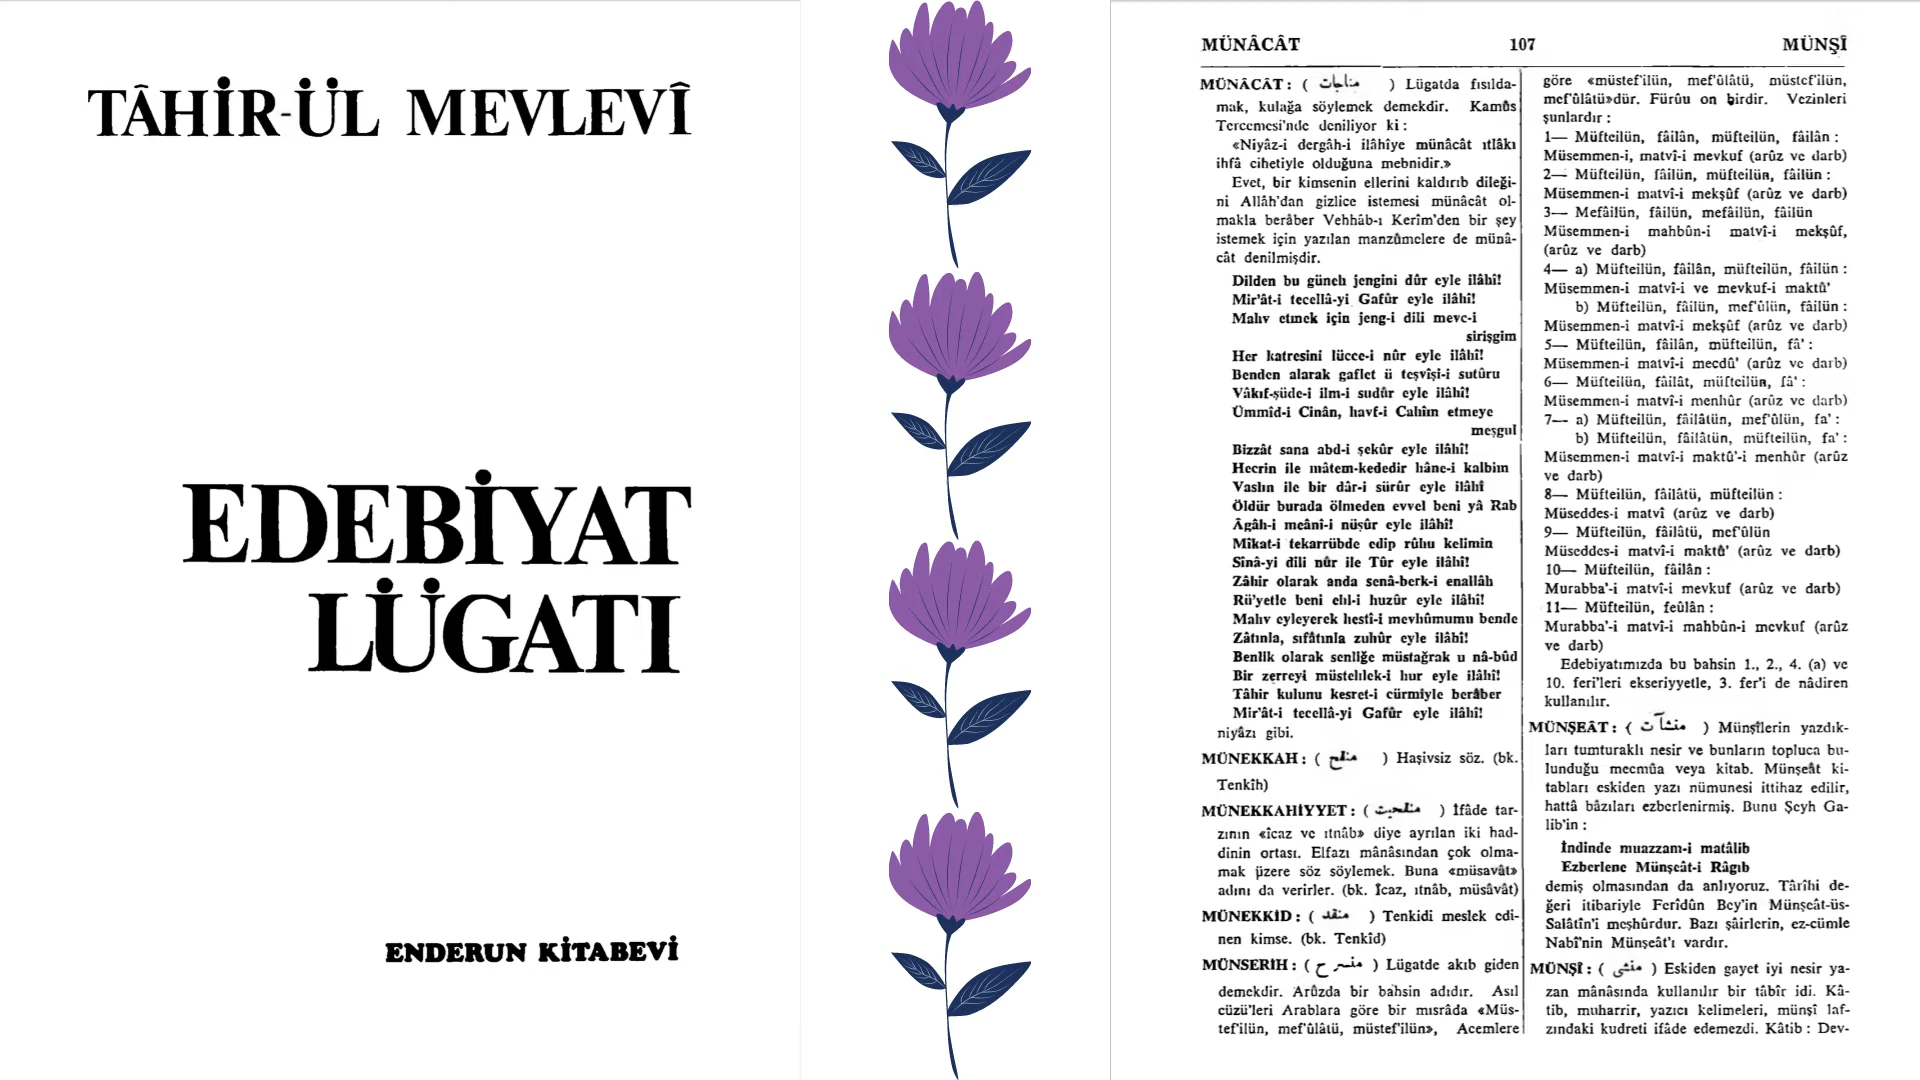 TÂHİR-ÜL MEVLEVÎ
EDEBİYAT
LÜGATI
ENDERUN KİTABEVİ
MÜNÂCÂT 107 MÜNŞÎ
MÜNÂCÂT : ( مناجات ) Lügatda fısılda-
mak, kulağa söylemek demekdir. Kamûs
Tercemesi'nde deniliyor ki :
«Niyâz-i dergâh-i ilâhîye münâcât ıtlâkı
ihfâ cihetiyle olduğuna mebnidir.»
Evet, bir kimsenin ellerini kaldırıb dileği-
ni Allâh'dan gizlice istemesi münâcât ol-
makla berâber Vehhâb-ı Kerîm'den bir şey
istemek için yazılan manzûmelere de münâ-
cât denilmişdir.
Dilden bu güneh jengini dûr eyle ilâhî!
Mir'ât-i tecellâ-yi Gafûr eyle ilâhî!
Mahv etmek için jeng-i dili mevc-i
sirişgim
Her katresini lücce-i nûr eyle ilâhî!
Benden alarak gaflet ü teşvîşi-i sutûru
Vâkıf-şüde-i ilm-i sudûr eyle ilâhî!
Ümmîd-i Cinân, havf-i Cahîm etmeye
meşgul
Bizzât sana abd-i şekûr eyle ilâhî!
Hecrin ile mâtem-kededir hâne-i kalbim
Vaslın ile bir dâr-i sürûr eyle ilâhî
Öldür burada ölmeden evvel beni yâ Rab
Âgâh-i meânî-i nüşûr eyle ilâhî!
Mîkat-i tekarrübde edip rûhu kelimin
Sînâ-yi dili nûr ile Tûr eyle ilâhî!
Zâhir olarak anda senâ-berk-i enallâh
Rü'yetle beni ehl-i huzûr eyle ilâhî!
Mahv eyleyerek hestî-i mevhûmumu bende
Zâtınla, sıfâtınla zuhûr eyle ilâhî!
Benlik olarak senliğe müstağrak u nâ-bûd
Bir zerreyi müstehlek-i hur eyle ilâhî!
Tâhir kulunu kesret-i cürmiyle berâber
Mir'ât-i tecellâ-yi Gafûr eyle ilâhî!
niyâzı gibi.
MÜNEKKAH : ( منقح ) Haşivsiz söz. (bk.
Tenkîh)
MÜNEKKAHİYYET : ( منقحيت ) İfâde tar-
zının «îcaz ve ıtnâb» diye ayrılan iki had-
dinin ortası. Elfazı mânâsından çok olma-
mak üzere söz söylemek. Buna «müsavât»
adını da verirler. (bk. Îcaz, ıtnâb, müsâvât)
MÜNEKKİD : ( منقد ) Tenkidi meslek edi-
nen kimse. (bk. Tenkîd)
MÜNSERİH : ( منسرح ) Lügatde akıb giden
demekdir. Arûzda bir bahsin adıdır. Asıl
cüzü'leri Arablara göre bir mısrâda «Müs-
tef'ilün, mef'ûlâtü, müstef'ilün», Acemlere
göre «müstef'ilün, mef'ûlâtü, müstef'ilün,
mef'ûlâtü»dür. Fürûu on birdir. Vezinleri
şunlardır :
1— Müfteilün, fâilân, müfteilün, fâilân :
Müsemmen-i, matvî-i mevkuf (arûz ve darb)
2— Müfteilün, fâilün, müfteilün, fâilün :
Müsemmen-i matvî-i mekşûf (arûz ve darb)
3— Mefâilün, fâilün, mefâilün, fâilün
Müsemmen-i mahbûn-i matvî-i mekşûf,
(arûz ve darb)
4— a) Müfteilün, fâilân, müfteilün, fâilün :
Müsemmen-i matvî-i ve mevkuf-i maktû'
b) Müfteilün, fâilün, mef'ûlün, fâilün :
Müsemmen-i matvî-i mekşûf (arûz ve darb)
5— Müfteilün, fâilân, müfteilün, fâ' :
Müsemmen-i matvî-i mecdû' (arûz ve darb)
6— Müfteilün, fâilât, müfteilün, fâ' :
Müsemmen-i matvî-i menhûr (arûz ve darb)
7— a) Müfteilün, fâilâtün, mef'ûlün, fa' :
b) Müfteilün, fâilâtün, müfteilün, fa' :
Müsemmen-i matvî-i maktû'-i menhûr (arûz
ve darb)
8— Müfteilün, fâilâtü, müfteilün :
Müseddes-i matvî (arûz ve darb)
9— Müfteilün, fâilâtü, mef'ûlün
Müseddes-i matvî-i maktû' (arûz ve darb)
10— Müfteilün, fâilân :
Murabba'-i matvî-i mevkuf (arûz ve darb)
11— Müfteilün, feûlân :
Murabba'-i matvî-i mahbûn-i mevkuf (arûz
ve darb)
Edebiyatımızda bu bahsin 1., 2., 4. (a) ve
10. feri'leri ekseriyyetle, 3. fer'i de nâdiren
kullanılır.
MÜNŞEÂT : ( منشآت ) Münşîlerin yazdık-
ları tumturaklı nesir ve bunların topluca bu-
lunduğu mecmûa veya kitab. Münşeât ki-
tabları eskiden yazı nümunesi ittihaz edilir,
hattâ bâzıları ezberlenirmiş. Bunu Şeyh Ga-
lib'in :
İndinde muazzam-i matâlib
Ezberlene Münşeât-i Râgıb
demiş olmasından da anlıyoruz. Târîhi de-
ğeri itibariyle Ferîdûn Bey'in Münşeât-üs-
Salâtîn'i meşhûrdur. Bazı şâirlerin, ez-cümle
Nabî'nin Münşeât'ı vardır.
MÜNŞÎ : ( منشى ) Eskiden gayet iyi nesir ya-
zan mânâsında kullanılır bir tâbîr idi. Kâ-
tib, muharrir, yazıcı kelimeleri, münşî laf-
zındaki kudreti ifâde edemezdi. Kâtib : Dev-